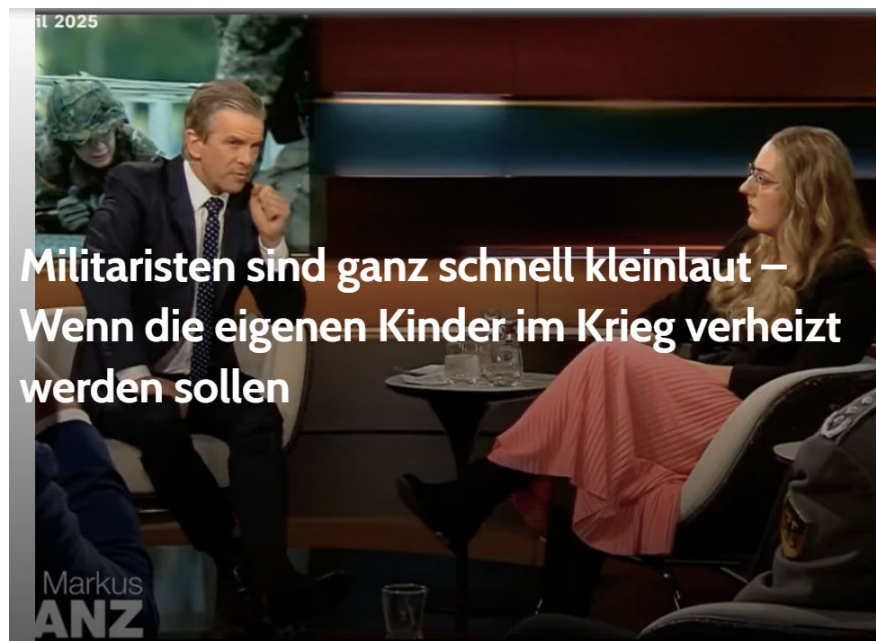 il 2025
Militaristen sind ganz schnell kleinlaut –
Wenn die eigenen Kinder im Krieg verheizt
werden sollen
Markus
ANZ